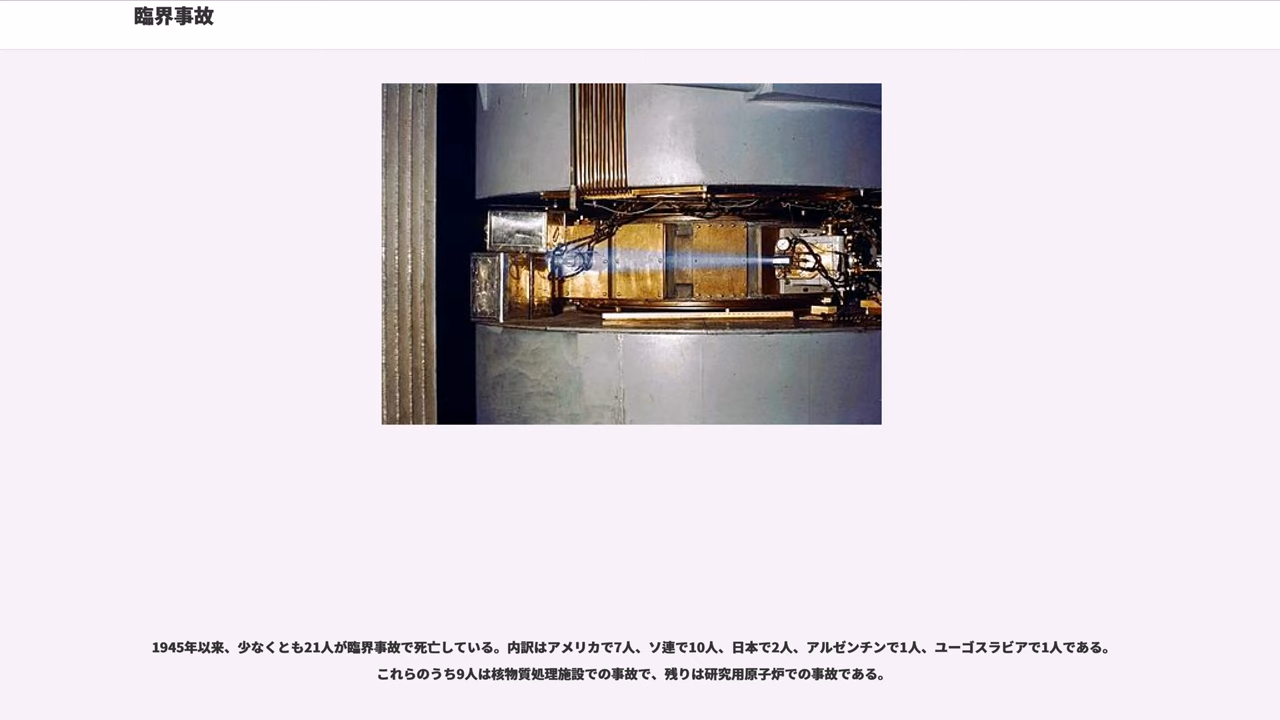 臨界事故
1945年以来、少なくとも21人が臨界事故で死亡している。内訳はアメリカで7人、ソ連で10人、日本で2人、アルゼンチンで1人、ユーゴスラビアで1人である。
これらのうち9人は核物質処理施設での事故で、残りは研究用原子炉での事故である。